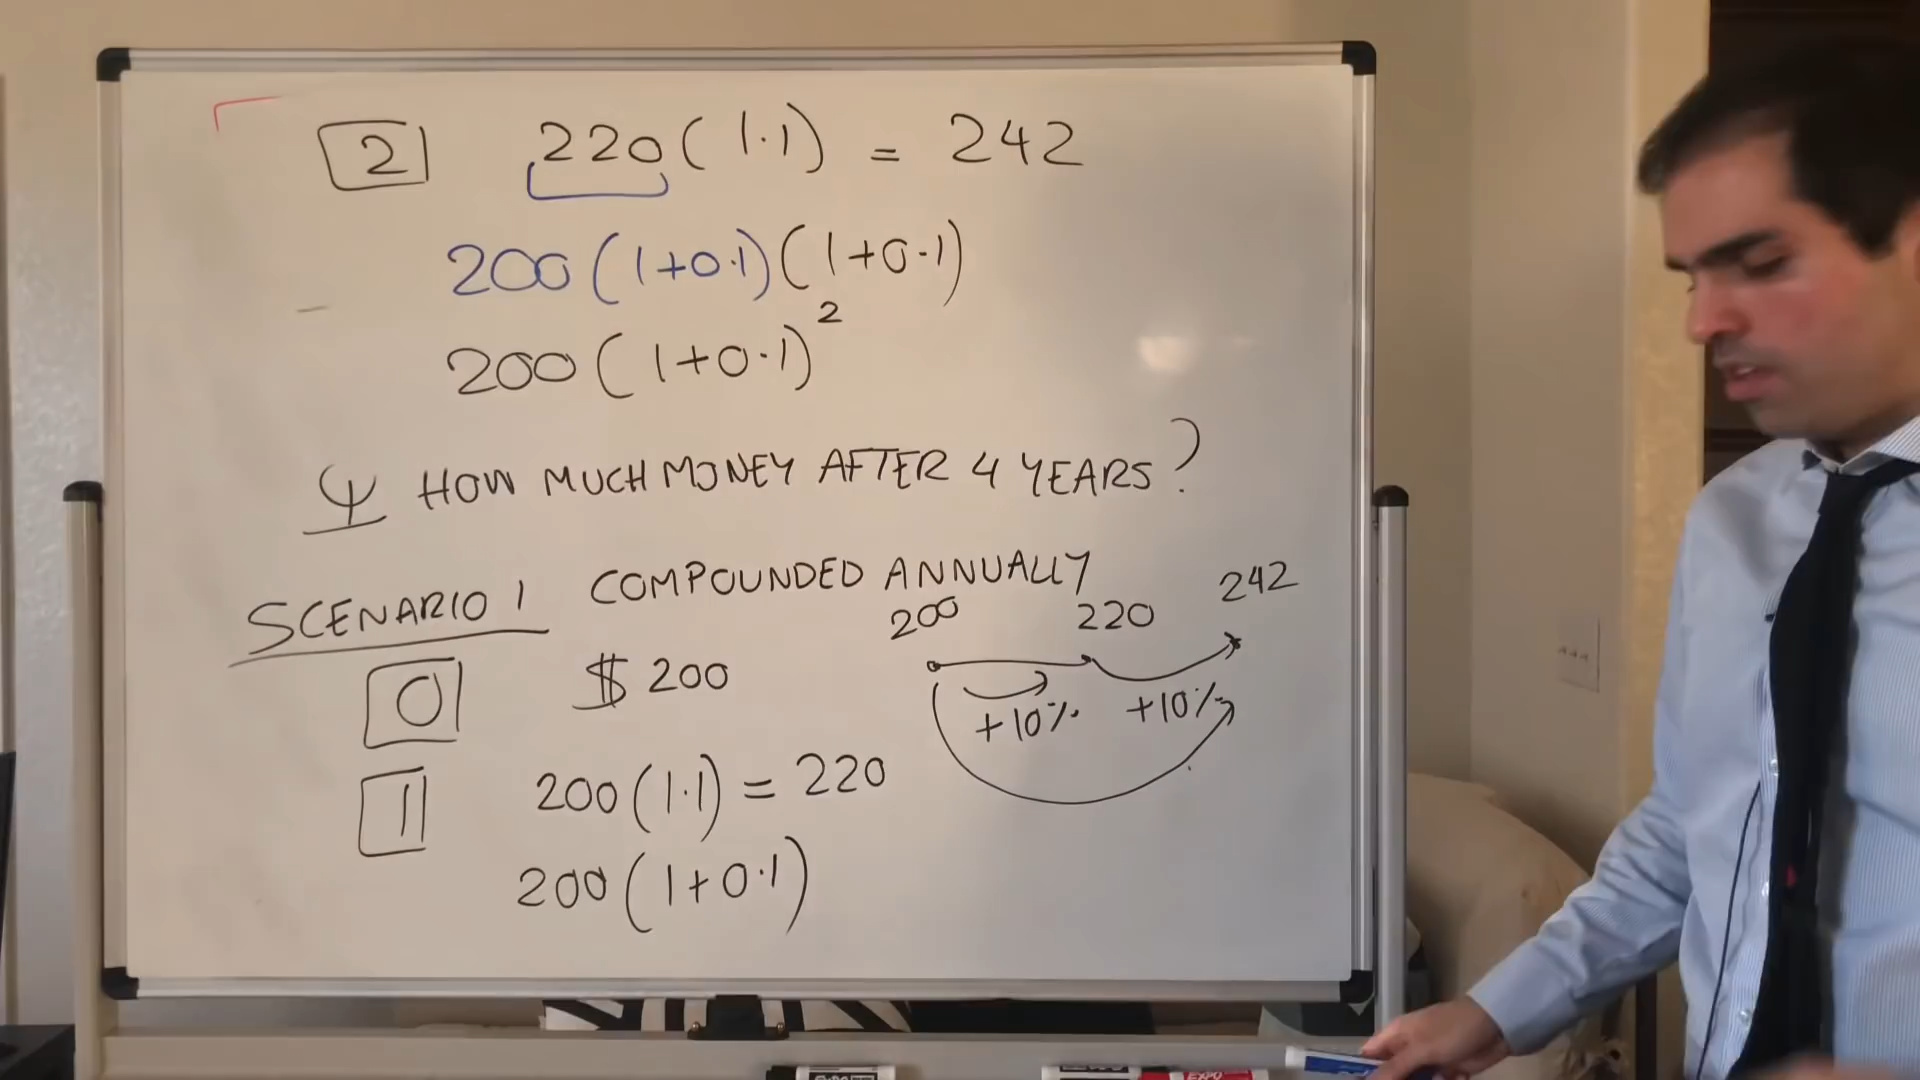 2 220(1.1) = 242
200(1+0.1)(1+0.1)
200(1+0.1)²
HOW MUCH MONEY AFTER 4 YEARS?
SCENARIO 1 COMPOUNDED ANNUALLY
200 220 242
0 $200
+10% +10%
1 200(1.1) = 220
200(1+0.1)
EXPO